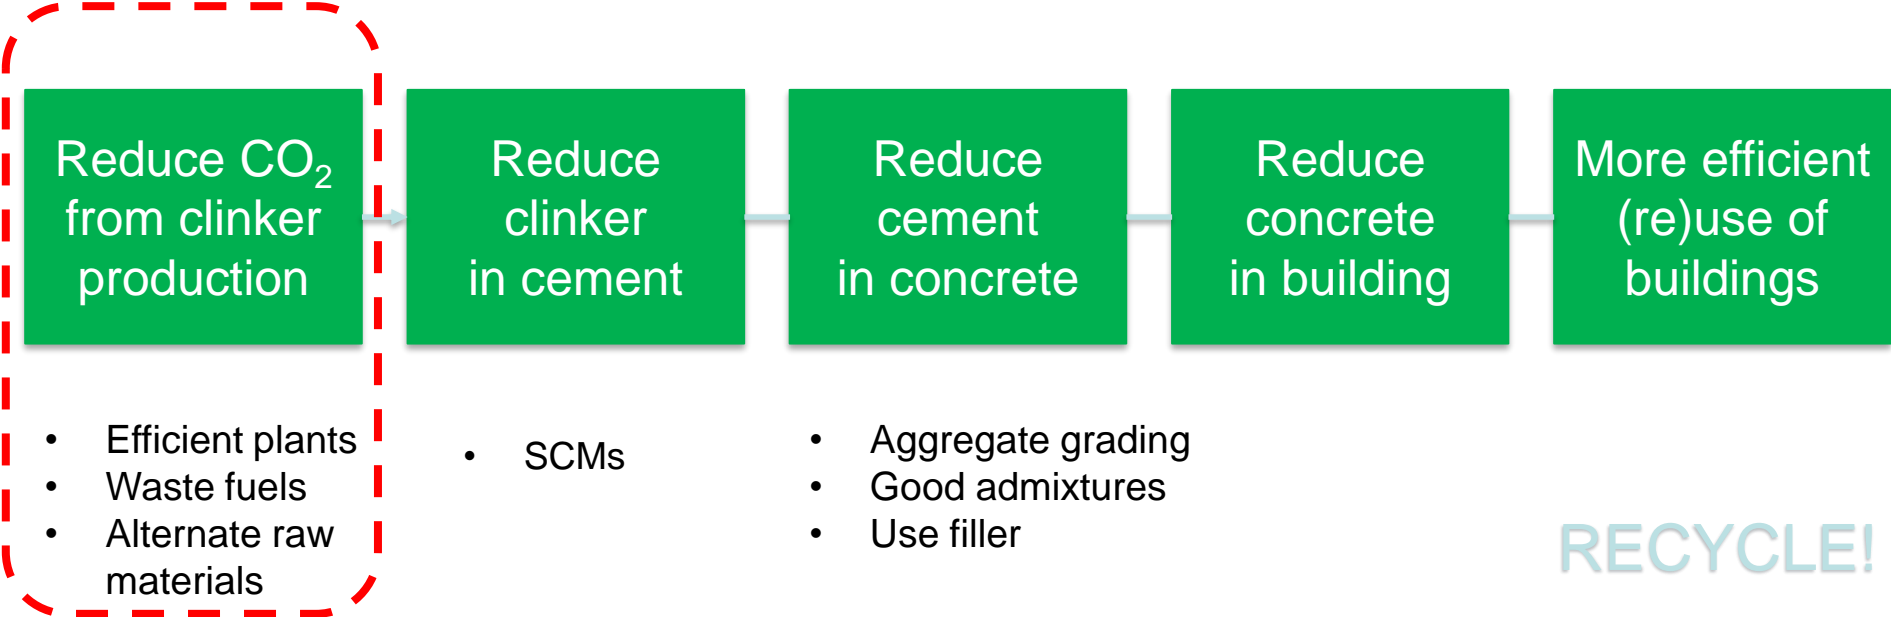 Reduce CO₂
from clinker
production
Reduce
clinker
in cement
Reduce
cement
in concrete
Reduce
concrete
in building
More efficient
(re)use of
buildings
• Efficient plants
• Waste fuels
• Alternate raw
materials
• SCMs
• Aggregate grading
• Good admixtures
• Use filler
RECYCLE!